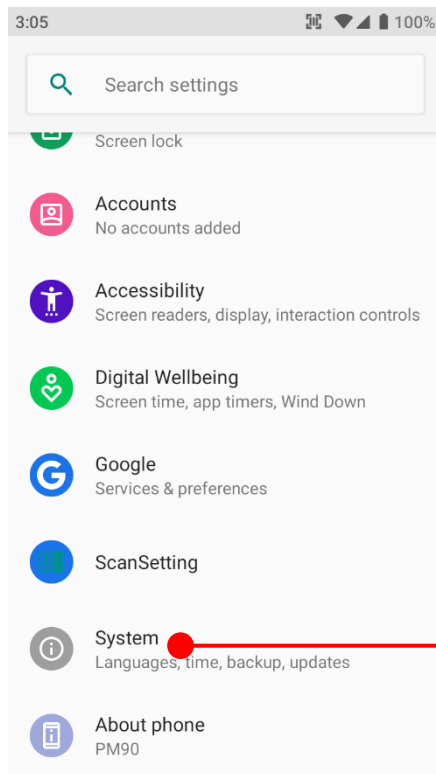 3:05 100%
Search settings
Screen lock
Accounts
No accounts added
Accessibility
Screen readers, display, interaction controls
Digital Wellbeing
Screen time, app timers, Wind Down
Google
Services & preferences
ScanSetting
System
Languages, time, backup, updates
About phone
PM90